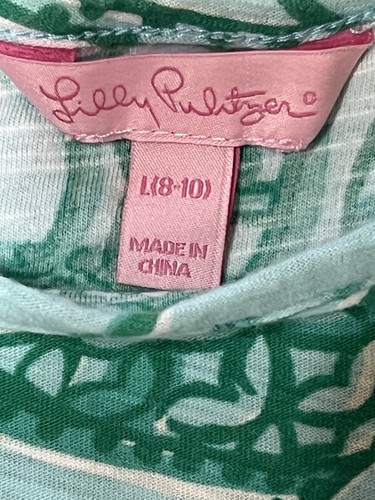 Lilly Pulitzer®
L(8-10)
MADE IN
CHINA